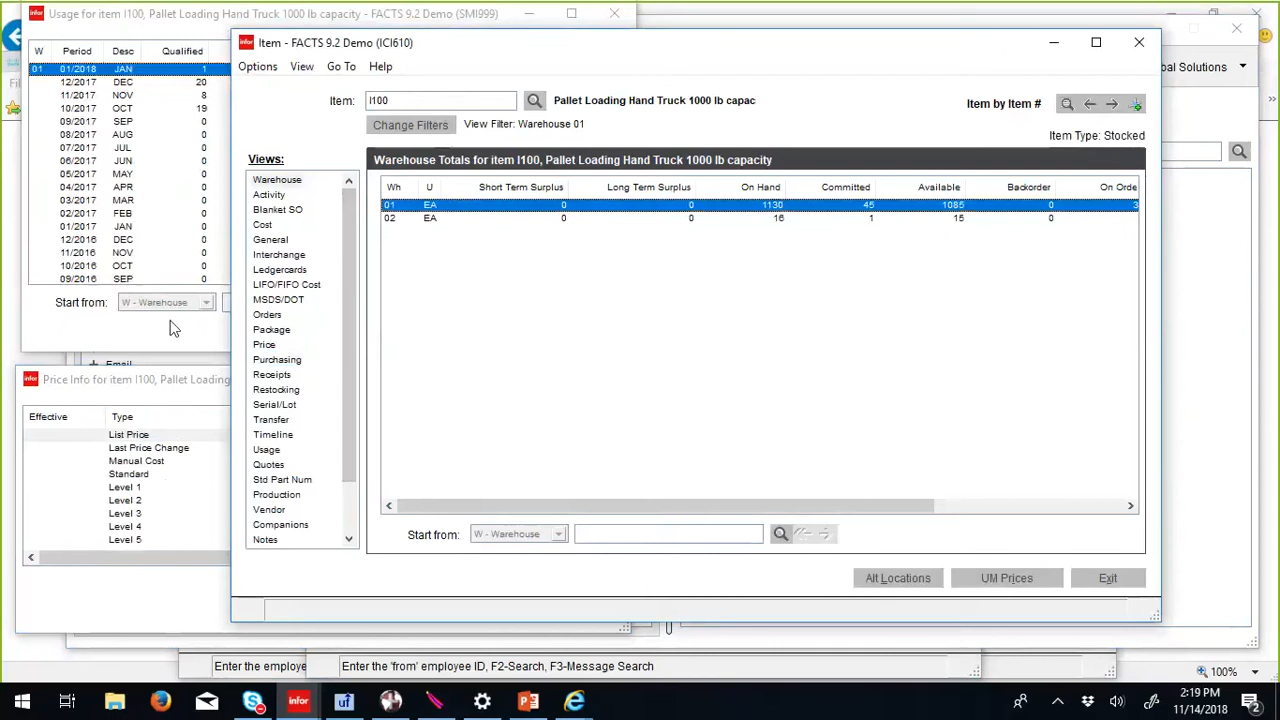 infor Usage for item I100, Pallet Loading Hand Truck 1000 lb capacity - FACTS 9.2 Demo (SMI999)
W Period Desc Qualified
01 01/2018 JAN 1
12/2017 DEC 20
11/2017 NOV 8
10/2017 OCT 19
09/2017 SEP 0
08/2017 AUG 0
07/2017 JUL 0
06/2017 JUN 0
05/2017 MAY 0
04/2017 APR 0
03/2017 MAR 0
02/2017 FEB 0
01/2017 JAN 0
12/2016 DEC 0
11/2016 NOV 0
10/2016 OCT 0
09/2016 SEP 0
Start from: W - Warehouse
Email
infor Price Info for item I100, Pallet Loading
Effective Type
List Price
Last Price Change
Manual Cost
Standard
Level 1
Level 2
Level 3
Level 4
Level 5
infor Item - FACTS 9.2 Demo (ICI610)
Options View Go To Help
Item: I100 Pallet Loading Hand Truck 1000 lb capac Item by Item #
Change Filters View Filter: Warehouse 01
Item Type: Stocked
Views:
Warehouse
Activity
Blanket SO
Cost
General
Interchange
Ledgercards
LIFO/FIFO Cost
MSDS/DOT
Orders
Package
Price
Purchasing
Receipts
Restocking
Serial/Lot
Transfer
Timeline
Usage
Quotes
Std Part Num
Production
Vendor
Companions
Notes
Warehouse Totals for item I100, Pallet Loading Hand Truck 1000 lb capacity
Wh U Short Term Surplus Long Term Surplus On Hand Committed Available Backorder On Orde
01 EA 0 0 1130 45 1085 0 3
02 EA 0 0 16 1 15 0
Start from: W - Warehouse
Alt Locations UM Prices Exit
bal Solutions
Enter the employe
Enter the 'from' employee ID, F2-Search, F3-Message Search
100%
infor
uf
2:19 PM
11/14/2018
2